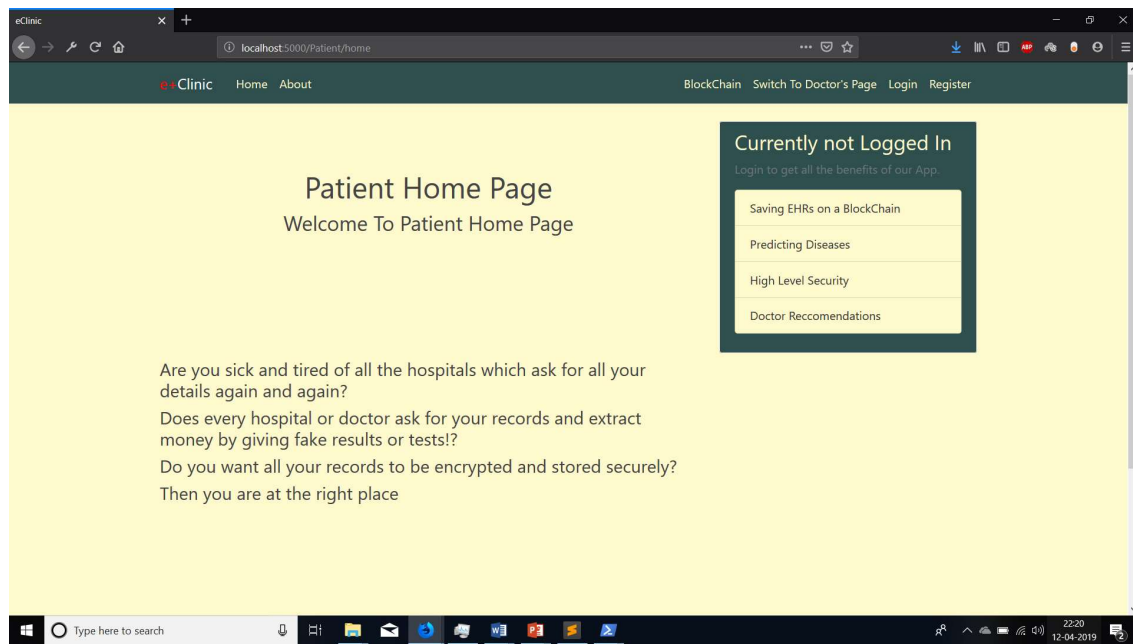 eClinic
localhost:5000/Patient/home
ABP
e+Clinic Home About BlockChain Switch To Doctor's Page Login Register
Currently not Logged In
Login to get all the benefits of our App.
Saving EHRs on a BlockChain
Predicting Diseases
High Level Security
Doctor Reccomendations
Patient Home Page
Welcome To Patient Home Page
Are you sick and tired of all the hospitals which ask for all your
details again and again?
Does every hospital or doctor ask for your records and extract
money by giving fake results or tests!?
Do you want all your records to be encrypted and stored securely?
Then you are at the right place
Type here to search
22:20
12-04-2019
2